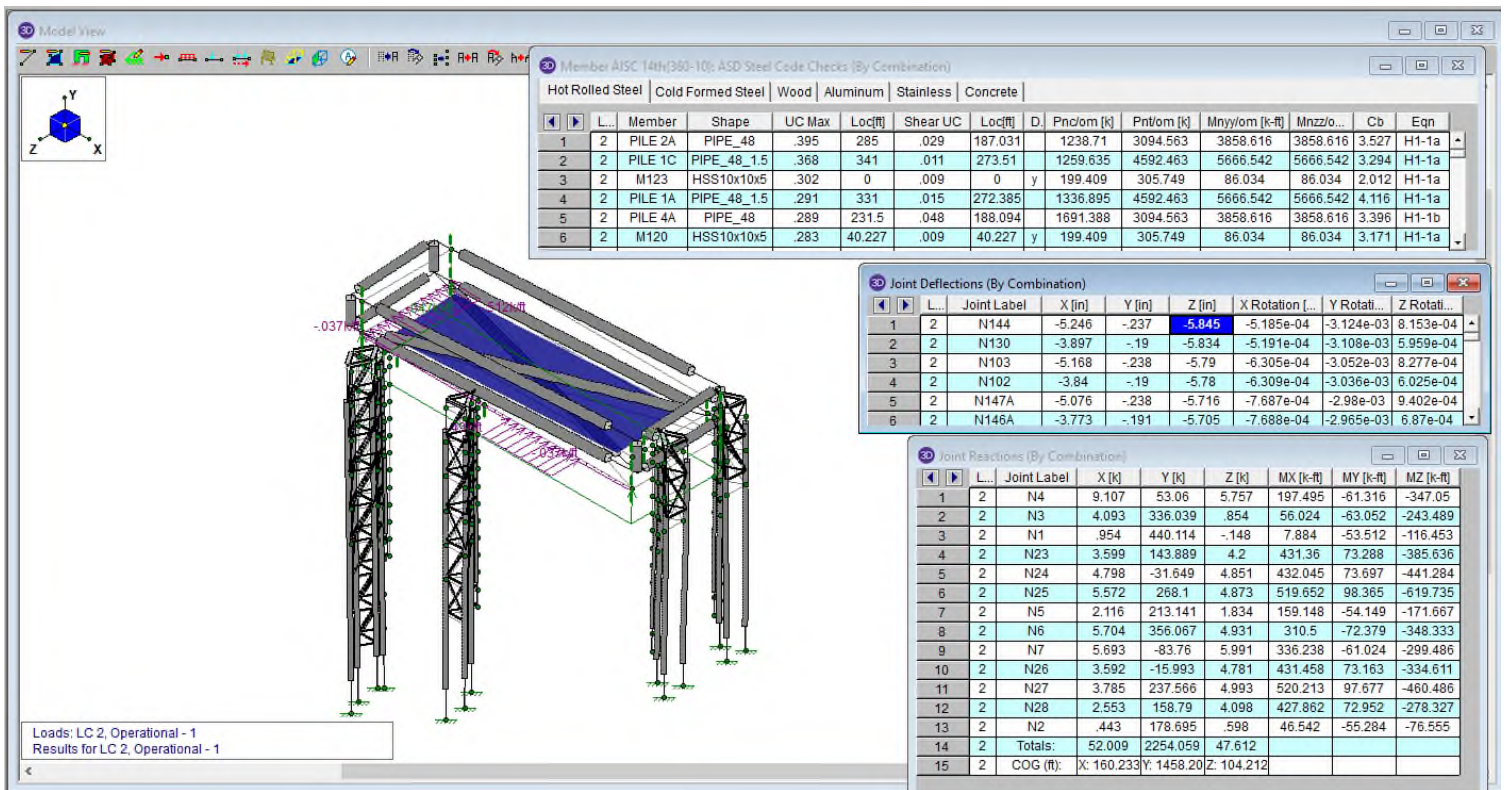 3D Model View
3D Member AISC 14th(360-10): ASD Steel Code Checks (By Combination)
Hot Rolled Steel Cold Formed Steel Wood Aluminum Stainless Concrete
L... Member Shape UC Max Loc[ft] Shear UC Loc[ft] D. Pnc/om [k] Pnt/om [k] Mnyy/om [k-ft] Mnzz/o... Cb Eqn
1 2 PILE 2A PIPE_48 .395 285 .029 187.031 1238.71 3094.563 3858.616 3858.616 3.527 H1-1a
2 2 PILE 1C PIPE_48_1.5 .368 341 .011 273.51 1259.635 4592.463 5666.542 5666.542 3.294 H1-1a
3 2 M123 HSS10x10x5 .302 0 .009 0 y 199.409 305.749 86.034 86.034 2.012 H1-1a
4 2 PILE 1A PIPE_48_1.5 .291 331 .015 272.385 1336.895 4592.463 5666.542 5666.542 4.116 H1-1a
5 2 PILE 4A PIPE_48 .289 231.5 .048 188.094 1691.388 3094.563 3858.616 3858.616 3.396 H1-1b
6 2 M120 HSS10x10x5 .283 40.227 .009 40.227 y 199.409 305.749 86.034 86.034 3.171 H1-1a
Y
Z X
-.037k/ft
.512k/ft
-.037k/ft
3D Joint Deflections (By Combination)
L... Joint Label X [in] Y [in] Z [in] X Rotation [... Y Rotati... Z Rotati...
1 2 N144 -5.246 -.237 -5.845 -5.185e-04 -3.124e-03 8.153e-04
2 2 N130 -3.897 -.19 -5.834 -5.191e-04 -3.108e-03 5.959e-04
3 2 N103 -5.168 -.238 -5.79 -6.305e-04 -3.052e-03 8.277e-04
4 2 N102 -3.84 -.19 -5.78 -6.309e-04 -3.036e-03 6.025e-04
5 2 N147A -5.076 -.238 -5.716 -7.687e-04 -2.98e-03 9.402e-04
6 2 N146A -3.773 -.191 -5.705 -7.688e-04 -2.965e-03 6.87e-04
3D Joint Reactions (By Combination)
L... Joint Label X [k] Y [k] Z [k] MX [k-ft] MY [k-ft] MZ [k-ft]
1 2 N4 9.107 53.06 5.757 197.495 -61.316 -347.05
2 2 N3 4.093 336.039 .854 56.024 -63.052 -243.489
3 2 N1 .954 440.114 -.148 7.884 -53.512 -116.453
4 2 N23 3.599 143.889 4.2 431.36 73.288 -385.636
5 2 N24 4.798 -31.649 4.851 432.045 73.697 -441.284
6 2 N25 5.572 268.1 4.873 519.652 98.365 -619.735
7 2 N5 2.116 213.141 1.834 159.148 -54.149 -171.667
8 2 N6 5.704 356.067 4.931 310.5 -72.379 -348.333
9 2 N7 5.693 -83.76 5.991 336.238 -61.024 -299.486
10 2 N26 3.592 -15.993 4.781 431.458 73.163 -334.611
11 2 N27 3.785 237.566 4.993 520.213 97.677 -460.486
12 2 N28 2.553 158.79 4.098 427.862 72.952 -278.327
13 2 N2 .443 178.695 .598 46.542 -55.284 -76.555
14 2 Totals: 52.009 2254.059 47.612
15 2 COG (ft): X: 160.233 Y: 1458.20 Z: 104.212
Loads: LC 2, Operational - 1
Results for LC 2, Operational - 1